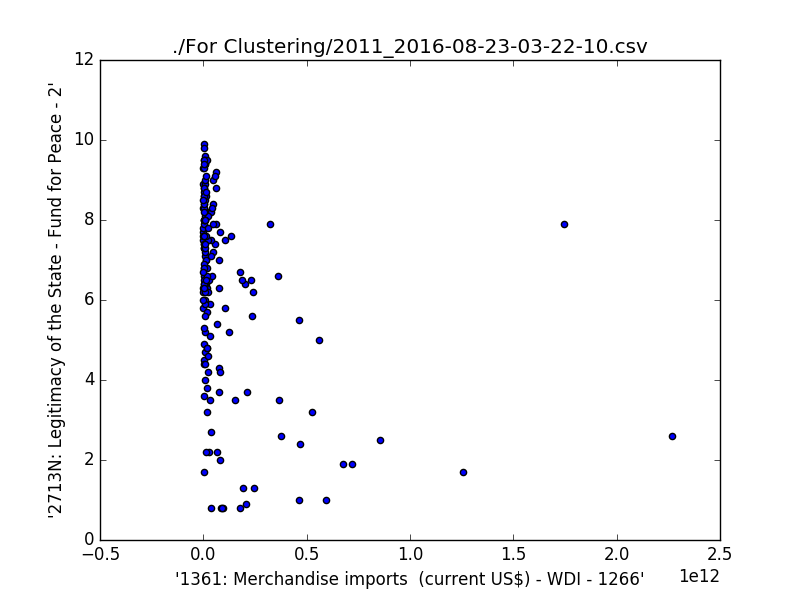 ./For Clustering/2011_2016-08-23-03-22-10.csv
'2713N: Legitimacy of the State - Fund for Peace - 2'
12
10
8
6
4
2
0
−0.5 0.0 0.5 1.0 1.5 2.0 2.5
1e12
'1361: Merchandise imports  (current US$) - WDI - 1266'